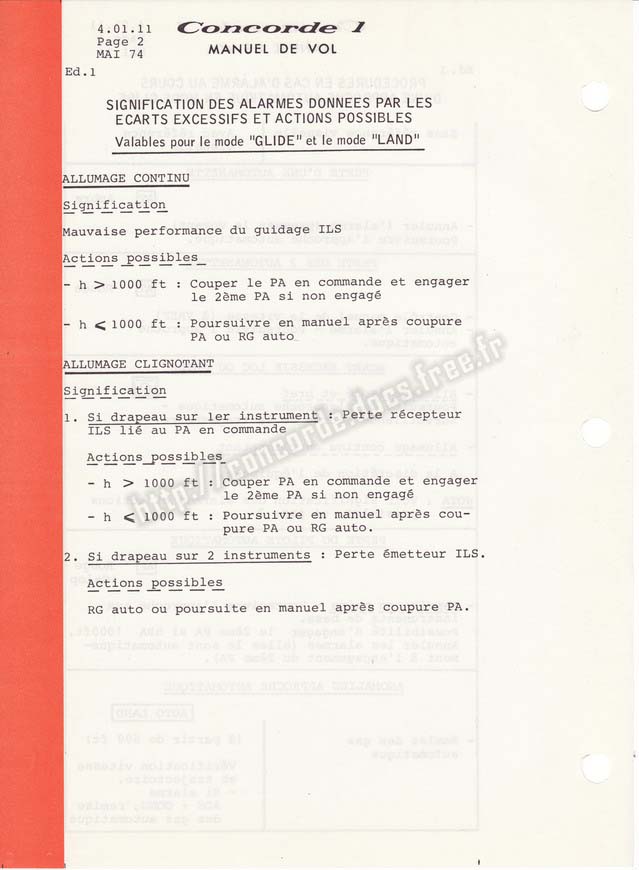 4.01.11
Concorde 1
Page 2
MANUEL DE VOL
MAI 74
Ed.1
SIGNIFICATION DES ALARMES DONNEES PAR LES
ECARTS EXCESSIFS ET ACTIONS POSSIBLES
Valables pour le mode "GLIDE" et le mode "LAND"
ALLUMAGE CONTINU
Signification
Mauvaise performance du guidage ILS
Actions possibles
- h > 1000 ft : Couper le PA en commande et engager
le 2ème PA si non engagé
- h < 1000 ft : Poursuivre en manuel après coupure
PA ou RG auto
ALLUMAGE CLIGNOTANT
Signification
1. Si drapeau sur 1er instrument : Perte récepteur
ILS lié au PA en commande
Actions possibles
- h > 1000 ft : Couper PA en commande et engager
le 2ème PA si non engagé
- h < 1000 ft : Poursuivre en manuel après cou-
pure PA ou RG auto.
2. Si drapeau sur 2 instruments : Perte émetteur ILS.
Actions possibles
RG auto ou poursuite en manuel après coupure PA.
http://concorde.docs.free.fr